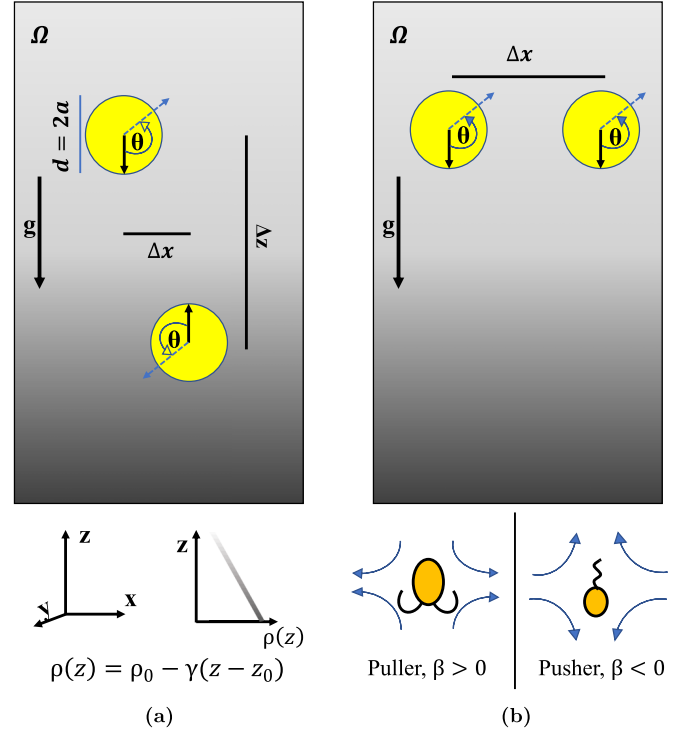 Ω
d = 2a
θ
g
Δx
Δz
θ
z
x
y
z
ρ(z)
ρ(z) = ρ₀ − γ(z − z₀)
(a)
Ω
Δx
θ
θ
g
Puller, β > 0
Pusher, β < 0
(b)